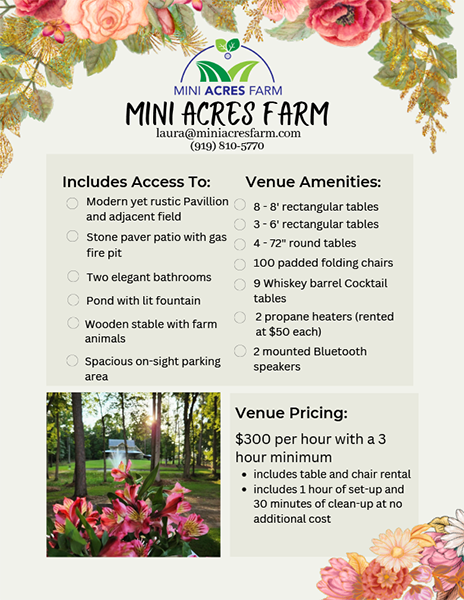 MINI ACRES FARM
MINI ACRES FARM
laura@miniacresfarm.com
(919) 810-5770
Includes Access To:
Modern yet rustic Pavillion
and adjacent field
Stone paver patio with gas
fire pit
Two elegant bathrooms
Pond with lit fountain
Wooden stable with farm
animals
Spacious on-sight parking
area
Venue Amenities:
8 - 8' rectangular tables
3 - 6' rectangular tables
4 - 72" round tables
100 padded folding chairs
9 Whiskey barrel Cocktail
tables
2 propane heaters (rented
at $50 each)
2 mounted Bluetooth
speakers
Venue Pricing:
$300 per hour with a 3
hour minimum
• includes table and chair rental
• includes 1 hour of set-up and
30 minutes of clean-up at no
additional cost